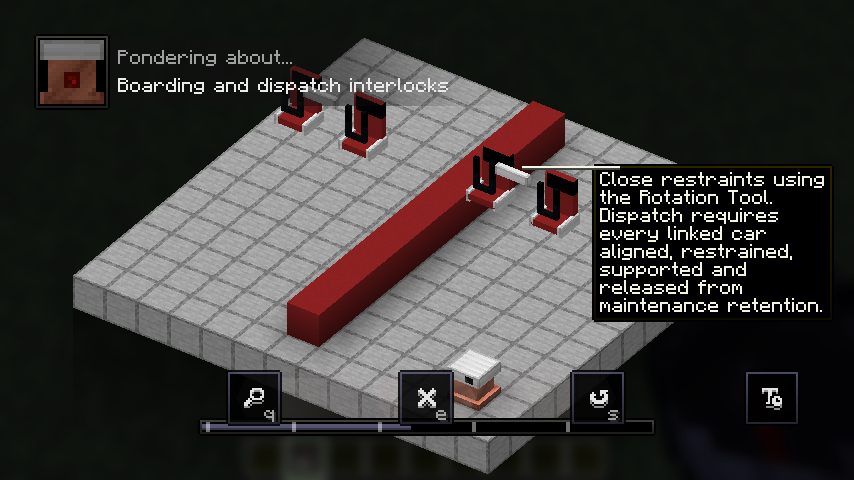 Pondering about...
Boarding and dispatch interlocks
Close restraints using
the Rotation Tool.
Dispatch requires
every linked car
aligned, restrained,
supported and
released from
maintenance retention.
q
e
s
T